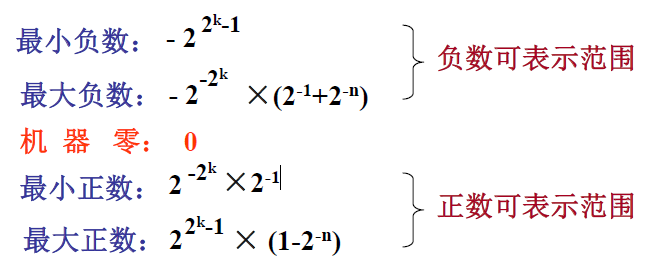 最小负数： - 2^{2^k-1}
负数可表示范围
最大负数： - 2^{-2^k} ×(2^{-1}+2^{-n})
机 器 零： 0
最小正数： 2^{-2^k} ×2^{-1}
正数可表示范围
最大正数： 2^{2^k-1} × (1-2^{-n})